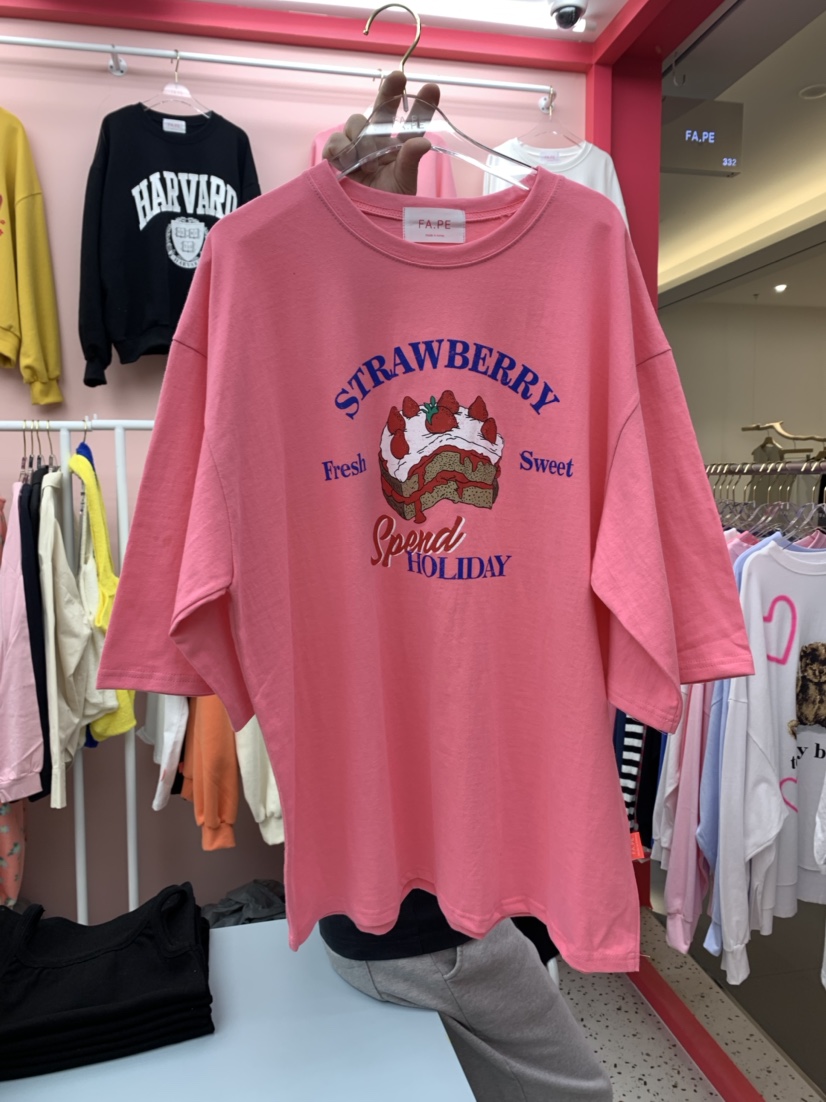 FA.PE
332
HARVARD
FA.PE
STRAWBERRY
Fresh
Sweet
Spend
HOLIDAY